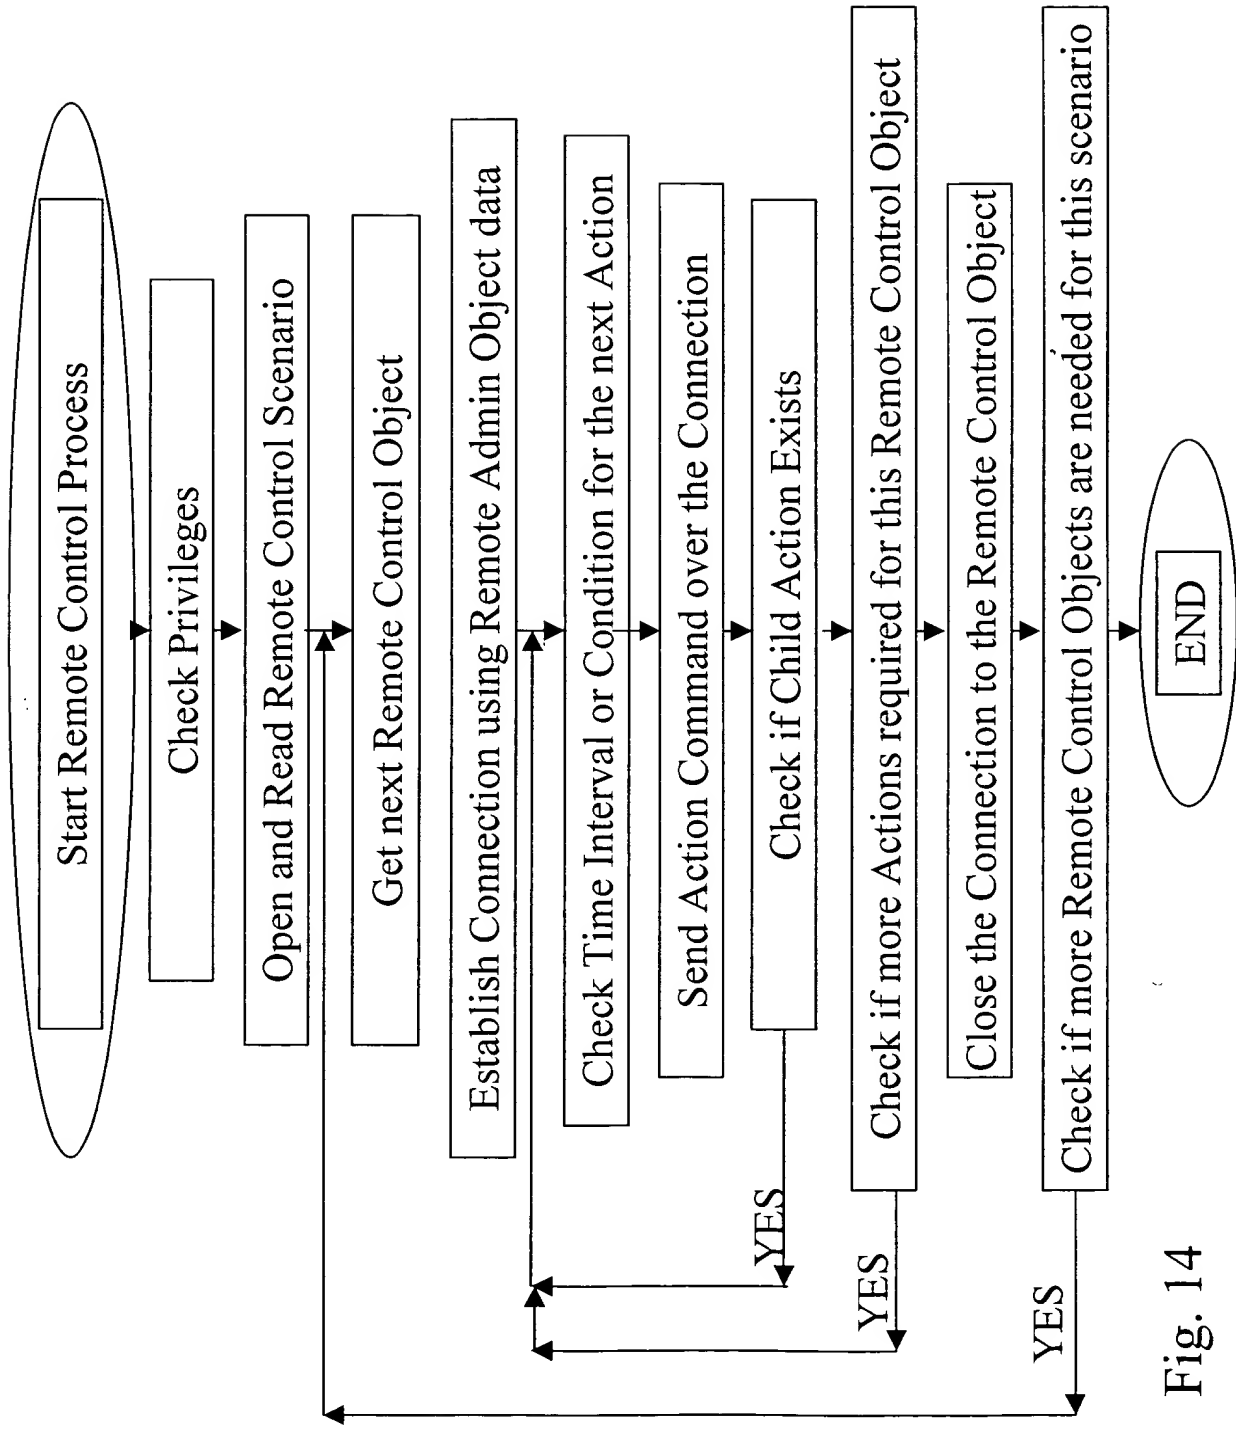 Start Remote Control Process
Check Privileges
Open and Read Remote Control Scenario
Get next Remote Control Object
Establish Connection using Remote Admin Object data
Check Time Interval or Condition for the next Action
Send Action Command over the Connection
Check if Child Action Exists
YES
Check if more Actions required for this Remote Control Object
YES
Close the Connection to the Remote Control Object
Check if more Remote Control Objects are needed for this scenario
YES
END
Fig. 14